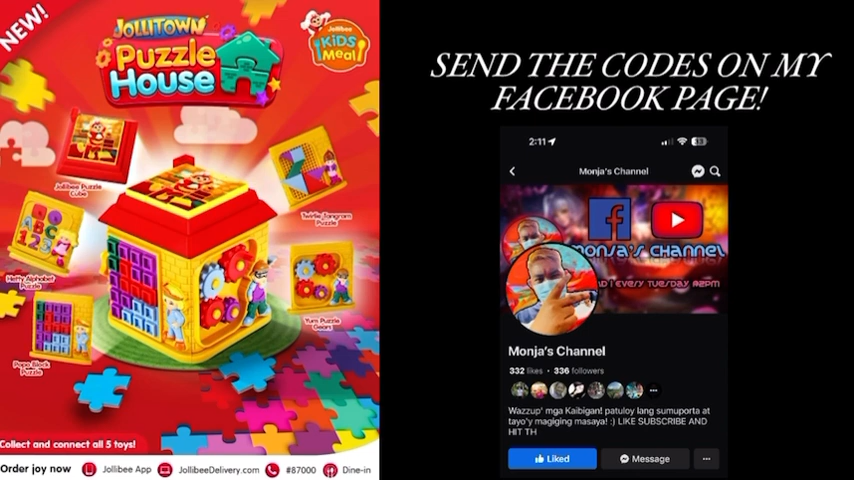 NEW!
JOLLITOWN
Puzzle
House
Jollibee
KiDS
Meal
Jollibee Puzzle
Cube
Twirlie Tangram
Puzzle
Hetty Alphabet
Puzzle
ABC
123
Yum Puzzle
Gears
Popo Block
Puzzle
Collect and connect all 5 toys!
Order joy now
Jollibee App
JollibeeDelivery.com
#87000
Dine-in
SEND THE CODES ON MY
FACEBOOK PAGE!
2:11
33
Monja's Channel
MONJA'S CHANNEL
D | EVERY TUESDAY @2PM
Monja's Channel
332 likes • 336 followers
Wazzup' mga Kaibigan! patuloy lang sumuporta at
tayo'y magiging masaya! :) LIKE SUBSCRIBE AND
HIT TH
Liked
Message